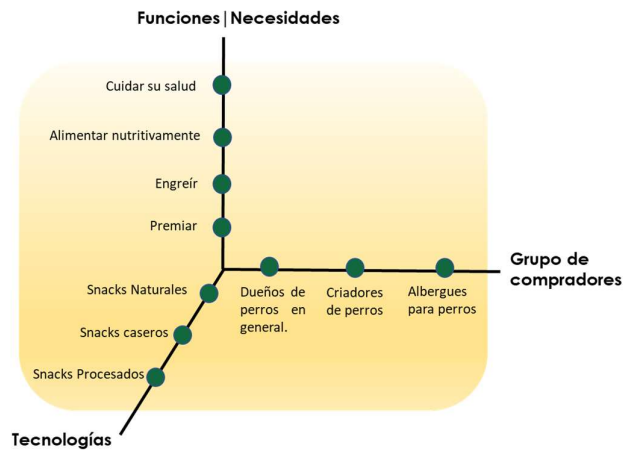 Funciones|Necesidades
Cuidar su salud
Alimentar nutritivamente
Engreír
Premiar
Grupo de
compradores
Snacks Naturales
Dueños de
perros en
general.
Criadores
de perros
Albergues
para perros
Snacks caseros
Snacks Procesados
Tecnologías